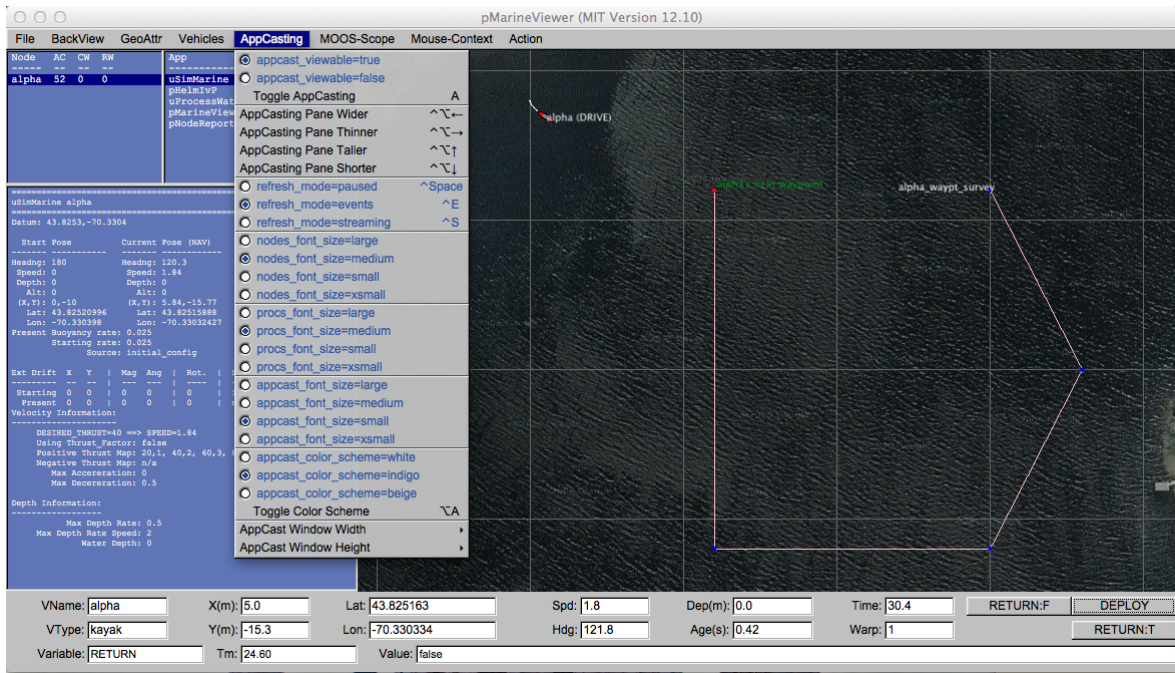 pMarineViewer (MIT Version 12.10)
File BackView GeoAttr Vehicles AppCasting MOOS-Scope Mouse-Context Action
Node AC CW RW
alpha 52 0 0
App
uSimMarine
pHelmIvP
uProcessWat
pMarineView
pNodeReport
appcast_viewable=true
appcast_viewable=false
Toggle AppCasting A
AppCasting Pane Wider ^⌥←
AppCasting Pane Thinner ^⌥→
AppCasting Pane Taller ^⌥↑
AppCasting Pane Shorter ^⌥↓
refresh_mode=paused ^Space
refresh_mode=events ^E
refresh_mode=streaming ^S
nodes_font_size=large
nodes_font_size=medium
nodes_font_size=small
nodes_font_size=xsmall
procs_font_size=large
procs_font_size=medium
procs_font_size=small
procs_font_size=xsmall
appcast_font_size=large
appcast_font_size=medium
appcast_font_size=small
appcast_font_size=xsmall
appcast_color_scheme=white
appcast_color_scheme=indigo
appcast_color_scheme=beige
Toggle Color Scheme ⌥A
AppCast Window Width
AppCast Window Height
uSimMarine alpha
Datum: 43.8253,-70.3304
Start Pose Current Pose (NAV)
Headng: 180 Headng: 120.3
Speed: 0 Speed: 1.84
Depth: 0 Depth: 0
Alt: 0 Alt: 0
(X,Y): 0,-10 (X,Y): 5.84,-15.77
Lat: 43.82520996 Lat: 43.82515888
Lon: -70.330398 Lon: -70.33032427
Present Buoyancy rate: 0.025
Starting rate: 0.025
Source: initial_config
Ext Drift X Y | Mag Ang | Rot. |
Starting 0 0 | 0 0 | 0 |
Present 0 0 | 0 0 | 0 |
Velocity Information:
DESIRED_THRUST=40 ==> SPEED=1.84
Using Thrust_Factor: false
Positive Thrust Map: 20,1, 40,2, 60,3,
Negative Thrust Map: n/a
Max Accereration: 0
Max Decereration: 0.5
Depth Information:
Max Depth Rate: 0.5
Max Depth Rate Speed: 2
Water Depth: 0
alpha (DRIVE)
alpha's next waypoint
alpha_waypt_survey
VName: alpha X(m): 5.0 Lat: 43.825163 Spd: 1.8 Dep(m): 0.0 Time: 30.4 RETURN:F DEPLOY
VType: kayak Y(m): -15.3 Lon: -70.330334 Hdg: 121.8 Age(s): 0.42 Warp: 1 RETURN:T
Variable: RETURN Tm: 24.60 Value: false